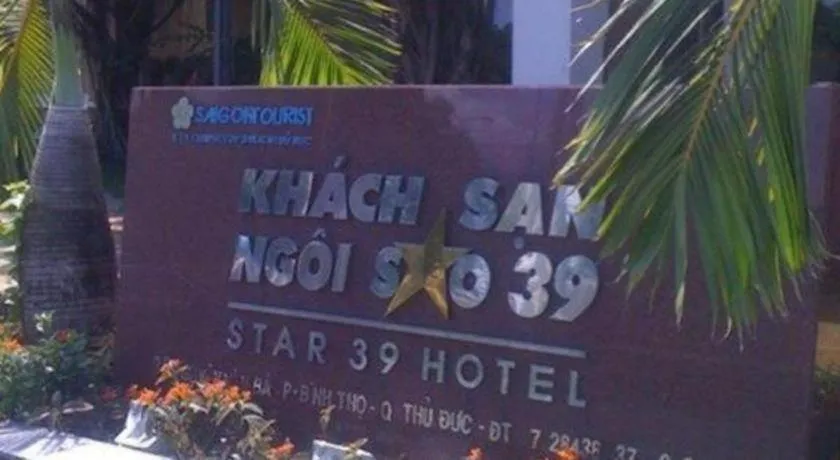 SAIGONTOURIST
KHÁCH SẠN
NGÔI SAO 39
STAR 39 HOTEL
P-BÌNH THỌ-Q THỦ ĐỨC-ĐT